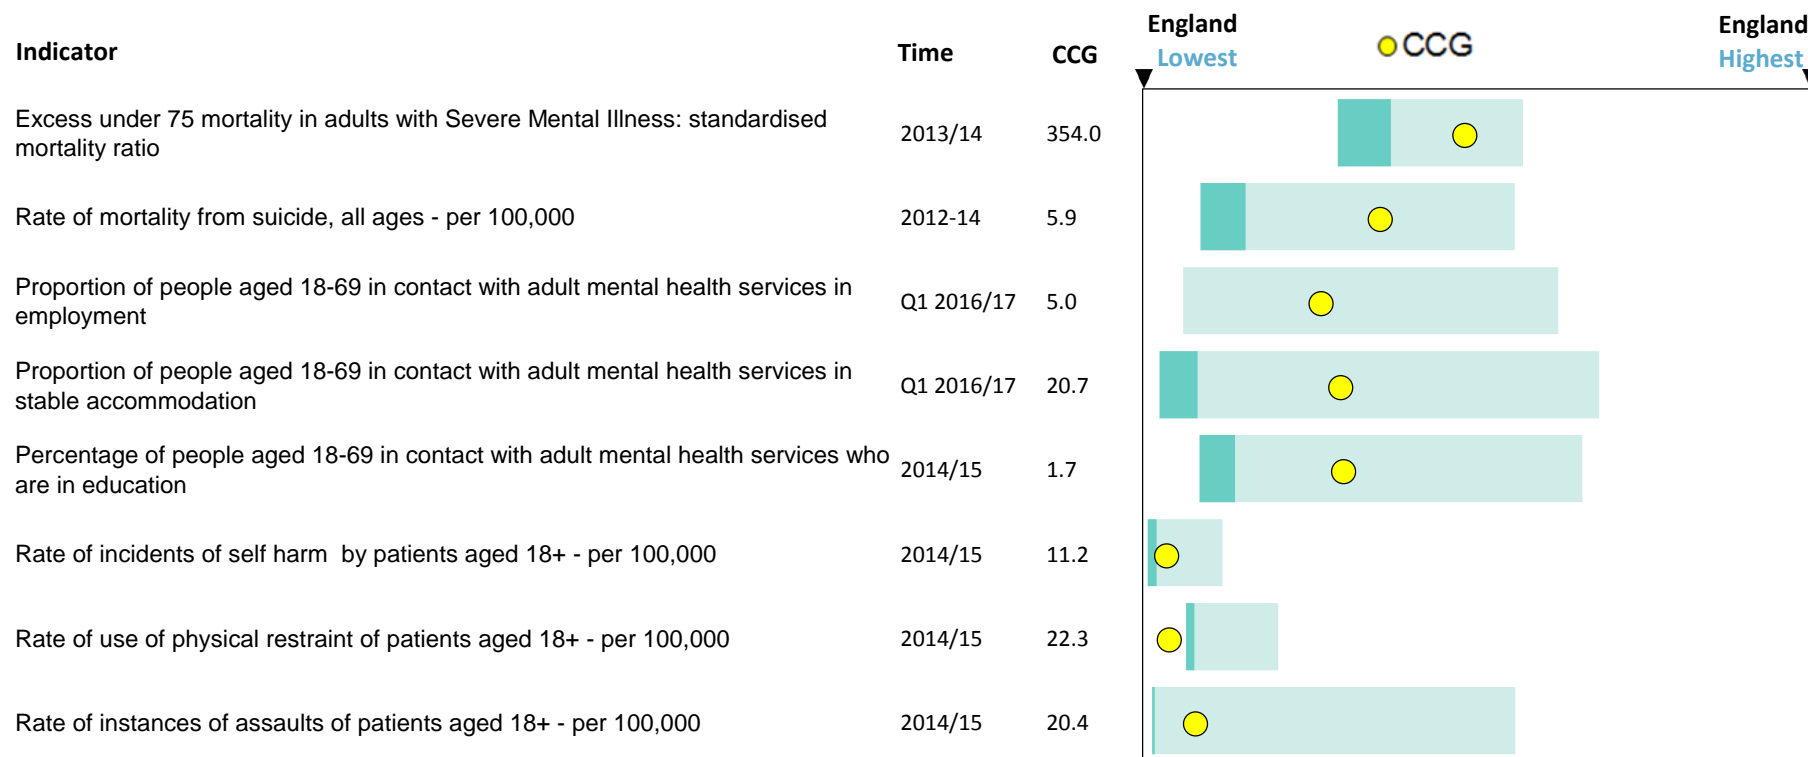 Indicator Time CCG England Lowest CCG England Highest
Excess under 75 mortality in adults with Severe Mental Illness: standardised
mortality ratio 2013/14 354.0
Rate of mortality from suicide, all ages - per 100,000 2012-14 5.9
Proportion of people aged 18-69 in contact with adult mental health services in
employment Q1 2016/17 5.0
Proportion of people aged 18-69 in contact with adult mental health services in
stable accommodation Q1 2016/17 20.7
Percentage of people aged 18-69 in contact with adult mental health services who
are in education 2014/15 1.7
Rate of incidents of self harm  by patients aged 18+ - per 100,000 2014/15 11.2
Rate of use of physical restraint of patients aged 18+ - per 100,000 2014/15 22.3
Rate of instances of assaults of patients aged 18+ - per 100,000 2014/15 20.4